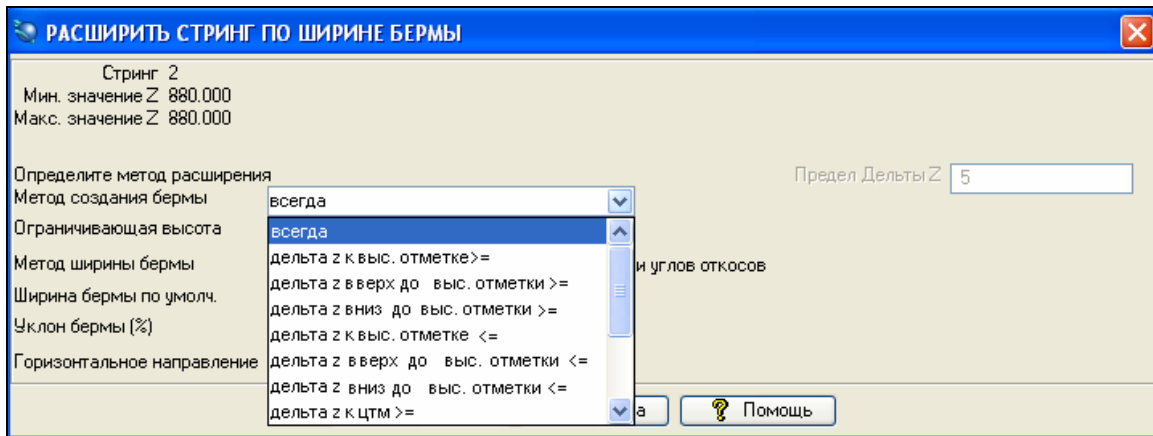 РАСШИРИТЬ СТРИНГ ПО ШИРИНЕ БЕРМЫ
Стринг 2
Мин. значение Z 880.000
Макс. значение Z 880.000
Определите метод расширения
Предел Дельты Z 5
Метод создания бермы всегда
Ограничивающая высота всегда
дельта z к выс. отметке>=
Метод ширины бермы и углов откосов
дельта z вверх до выс. отметки >=
Ширина бермы по умолч.
дельта z вниз до выс. отметки >=
Уклон бермы (%)
дельта z к выс. отметке <=
Горизонтальное направление дельта z вверх до выс. отметки <=
дельта z вниз до выс. отметки <=
дельта z к цтм >=
а Помощь